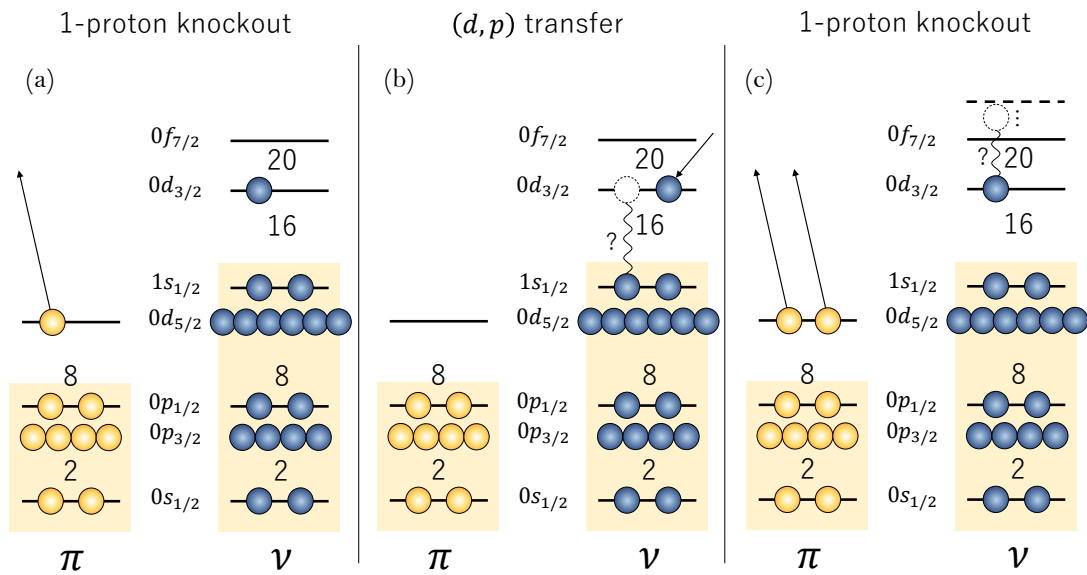 1-proton knockout
(d, p) transfer
1-proton knockout
(a)
(b)
(c)
0f7/2
20
0d3/2
16
1s1/2
0d5/2
8
8
0p1/2
0p3/2
2
2
0s1/2
π
ν
0f7/2
20
0d3/2
16
?
1s1/2
0d5/2
8
8
0p1/2
0p3/2
2
2
0s1/2
π
ν
0f7/2
?
20
0d3/2
16
1s1/2
0d5/2
8
8
0p1/2
0p3/2
2
2
0s1/2
π
ν